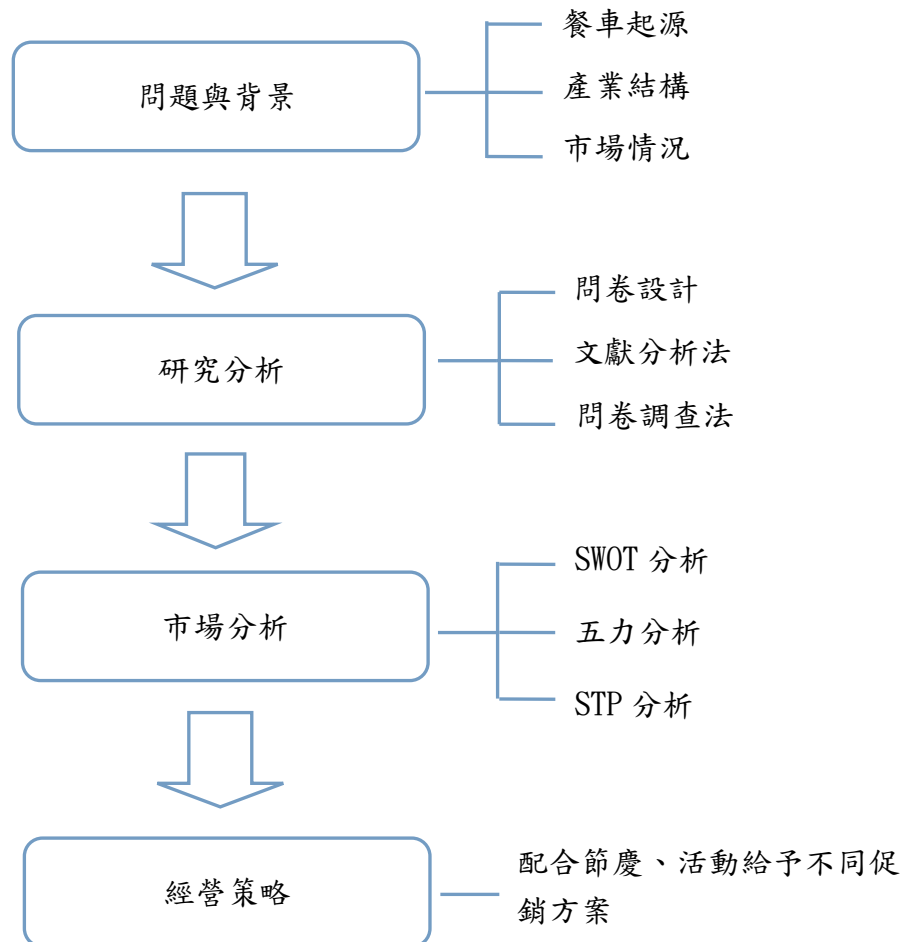 問題與背景
餐車起源
產業結構
市場情況
研究分析
問卷設計
文獻分析法
問卷調查法
市場分析
SWOT 分析
五力分析
STP 分析
經營策略
配合節慶、活動給予不同促
銷方案